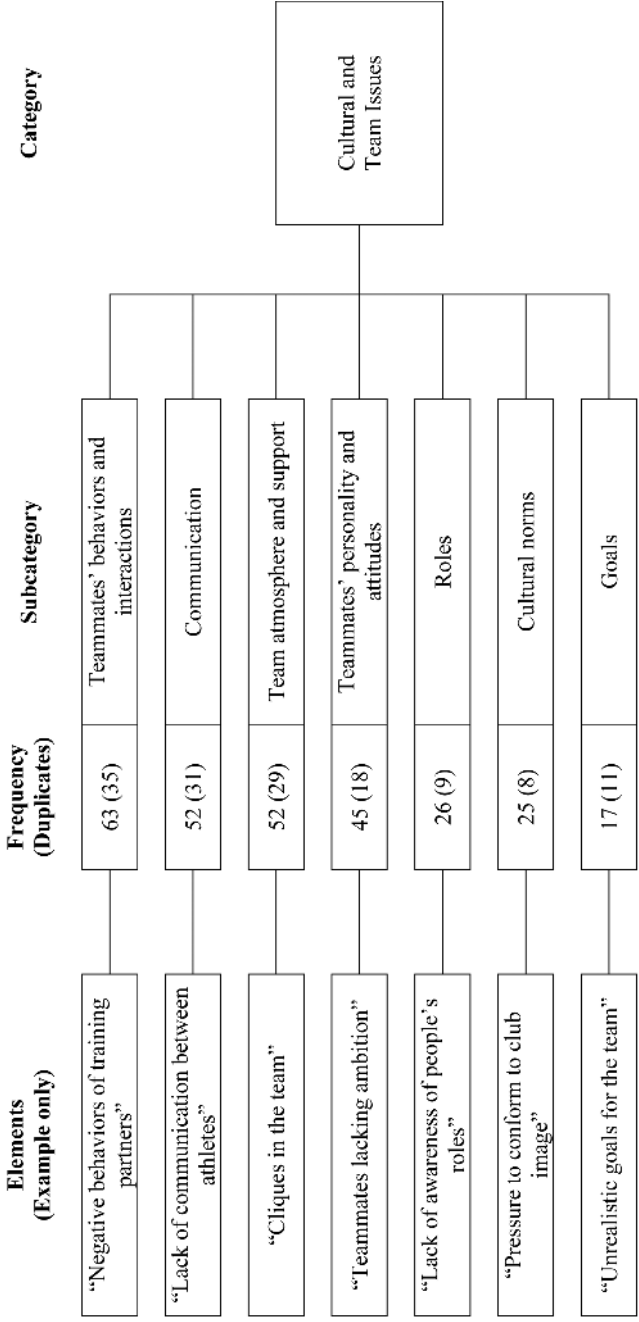 Elements
(Example only)
Frequency
(Duplicates)
Subcategory
Category
“Negative behaviors of training
partners”
63 (35)
Teammates’ behaviors and
interactions
“Lack of communication between
athletes”
52 (31)
Communication
“Cliques in the team”
52 (29)
Team atmosphere and support
“Teammates lacking ambition”
45 (18)
Teammates’ personality and
attitudes
“Lack of awareness of people’s
roles”
26 (9)
Roles
“Pressure to conform to club
image”
25 (8)
Cultural norms
“Unrealistic goals for the team”
17 (11)
Goals
Cultural and
Team Issues